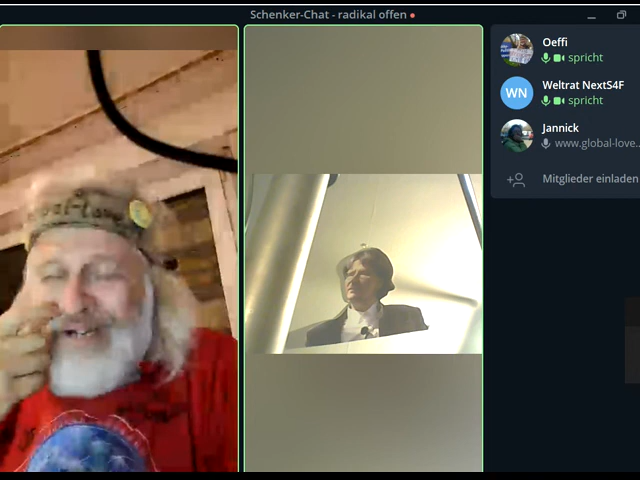 Schenker-Chat - radikal offen
Oeffi
spricht
WN
Weltrat NextS4F
spricht
Jannick
www.global-love...
Mitglieder einladen